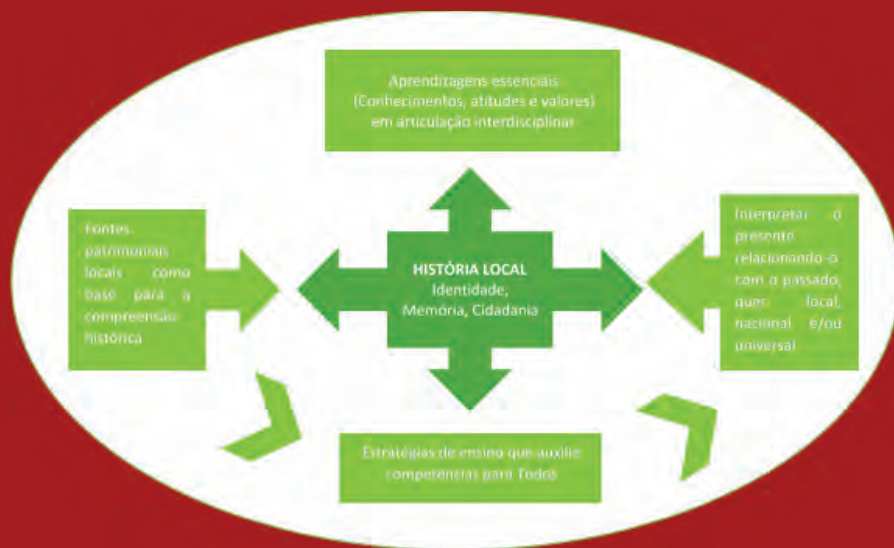 Aprendizagens essenciais
(Conhecimentos, atitudes e valores)
em articulação interdisciplinar
Fontes
patrimoniais
locais como
base para a
compreensão
histórica
HISTÓRIA LOCAL
Identidade,
Memória, Cidadania
Interpretar o
presente
relacionando-o
com o passado,
quer local,
nacional e/ou
universal
Estratégias de ensino que auxilie
competências para Todos